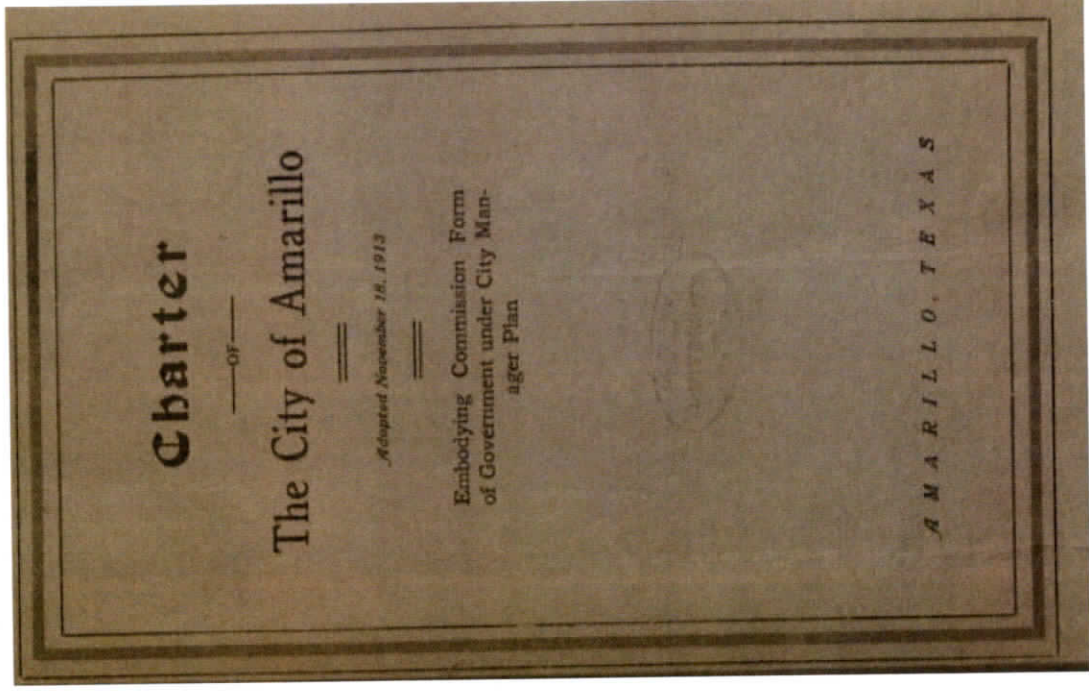 Charter
OF
The City of Amarillo
Adopted November 18, 1913
Embodying Commission Form
of Government under City Man-
ager Plan
AMARILLO, TEXAS